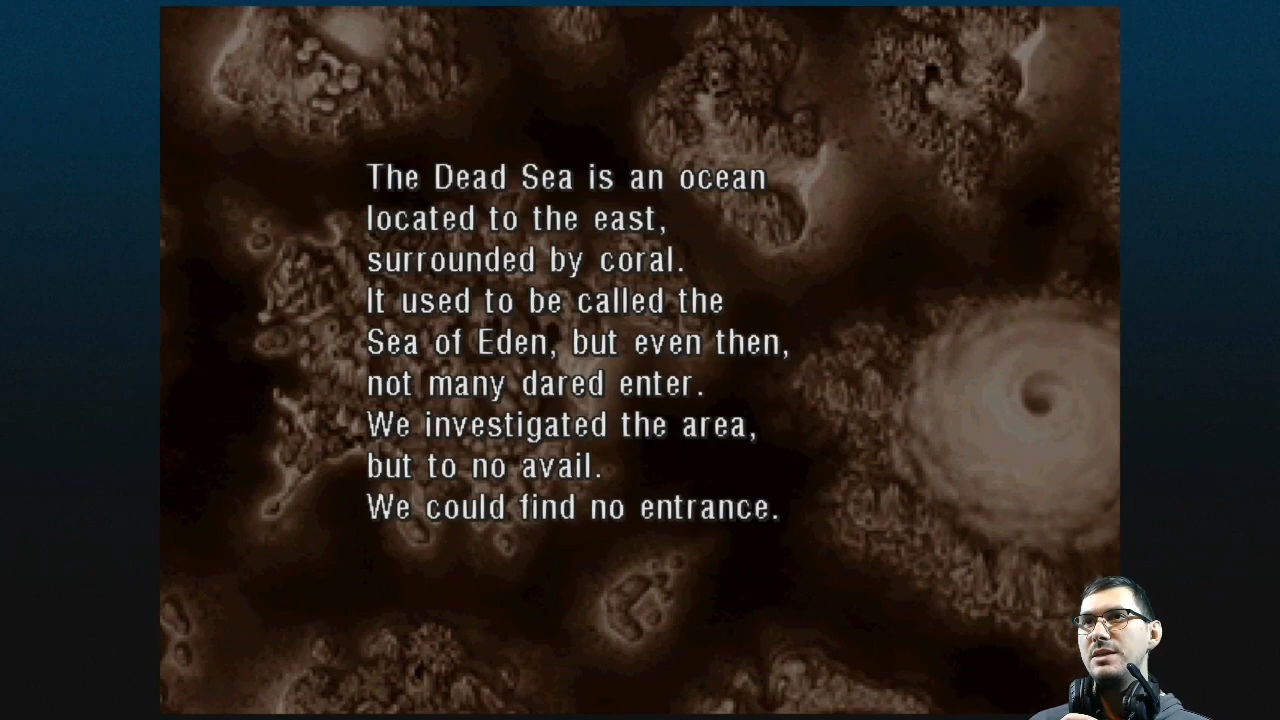 The Dead Sea is an ocean
located to the east,
surrounded by coral.
It used to be called the
Sea of Eden, but even then,
not many dared enter.
We investigated the area,
but to no avail.
We could find no entrance.